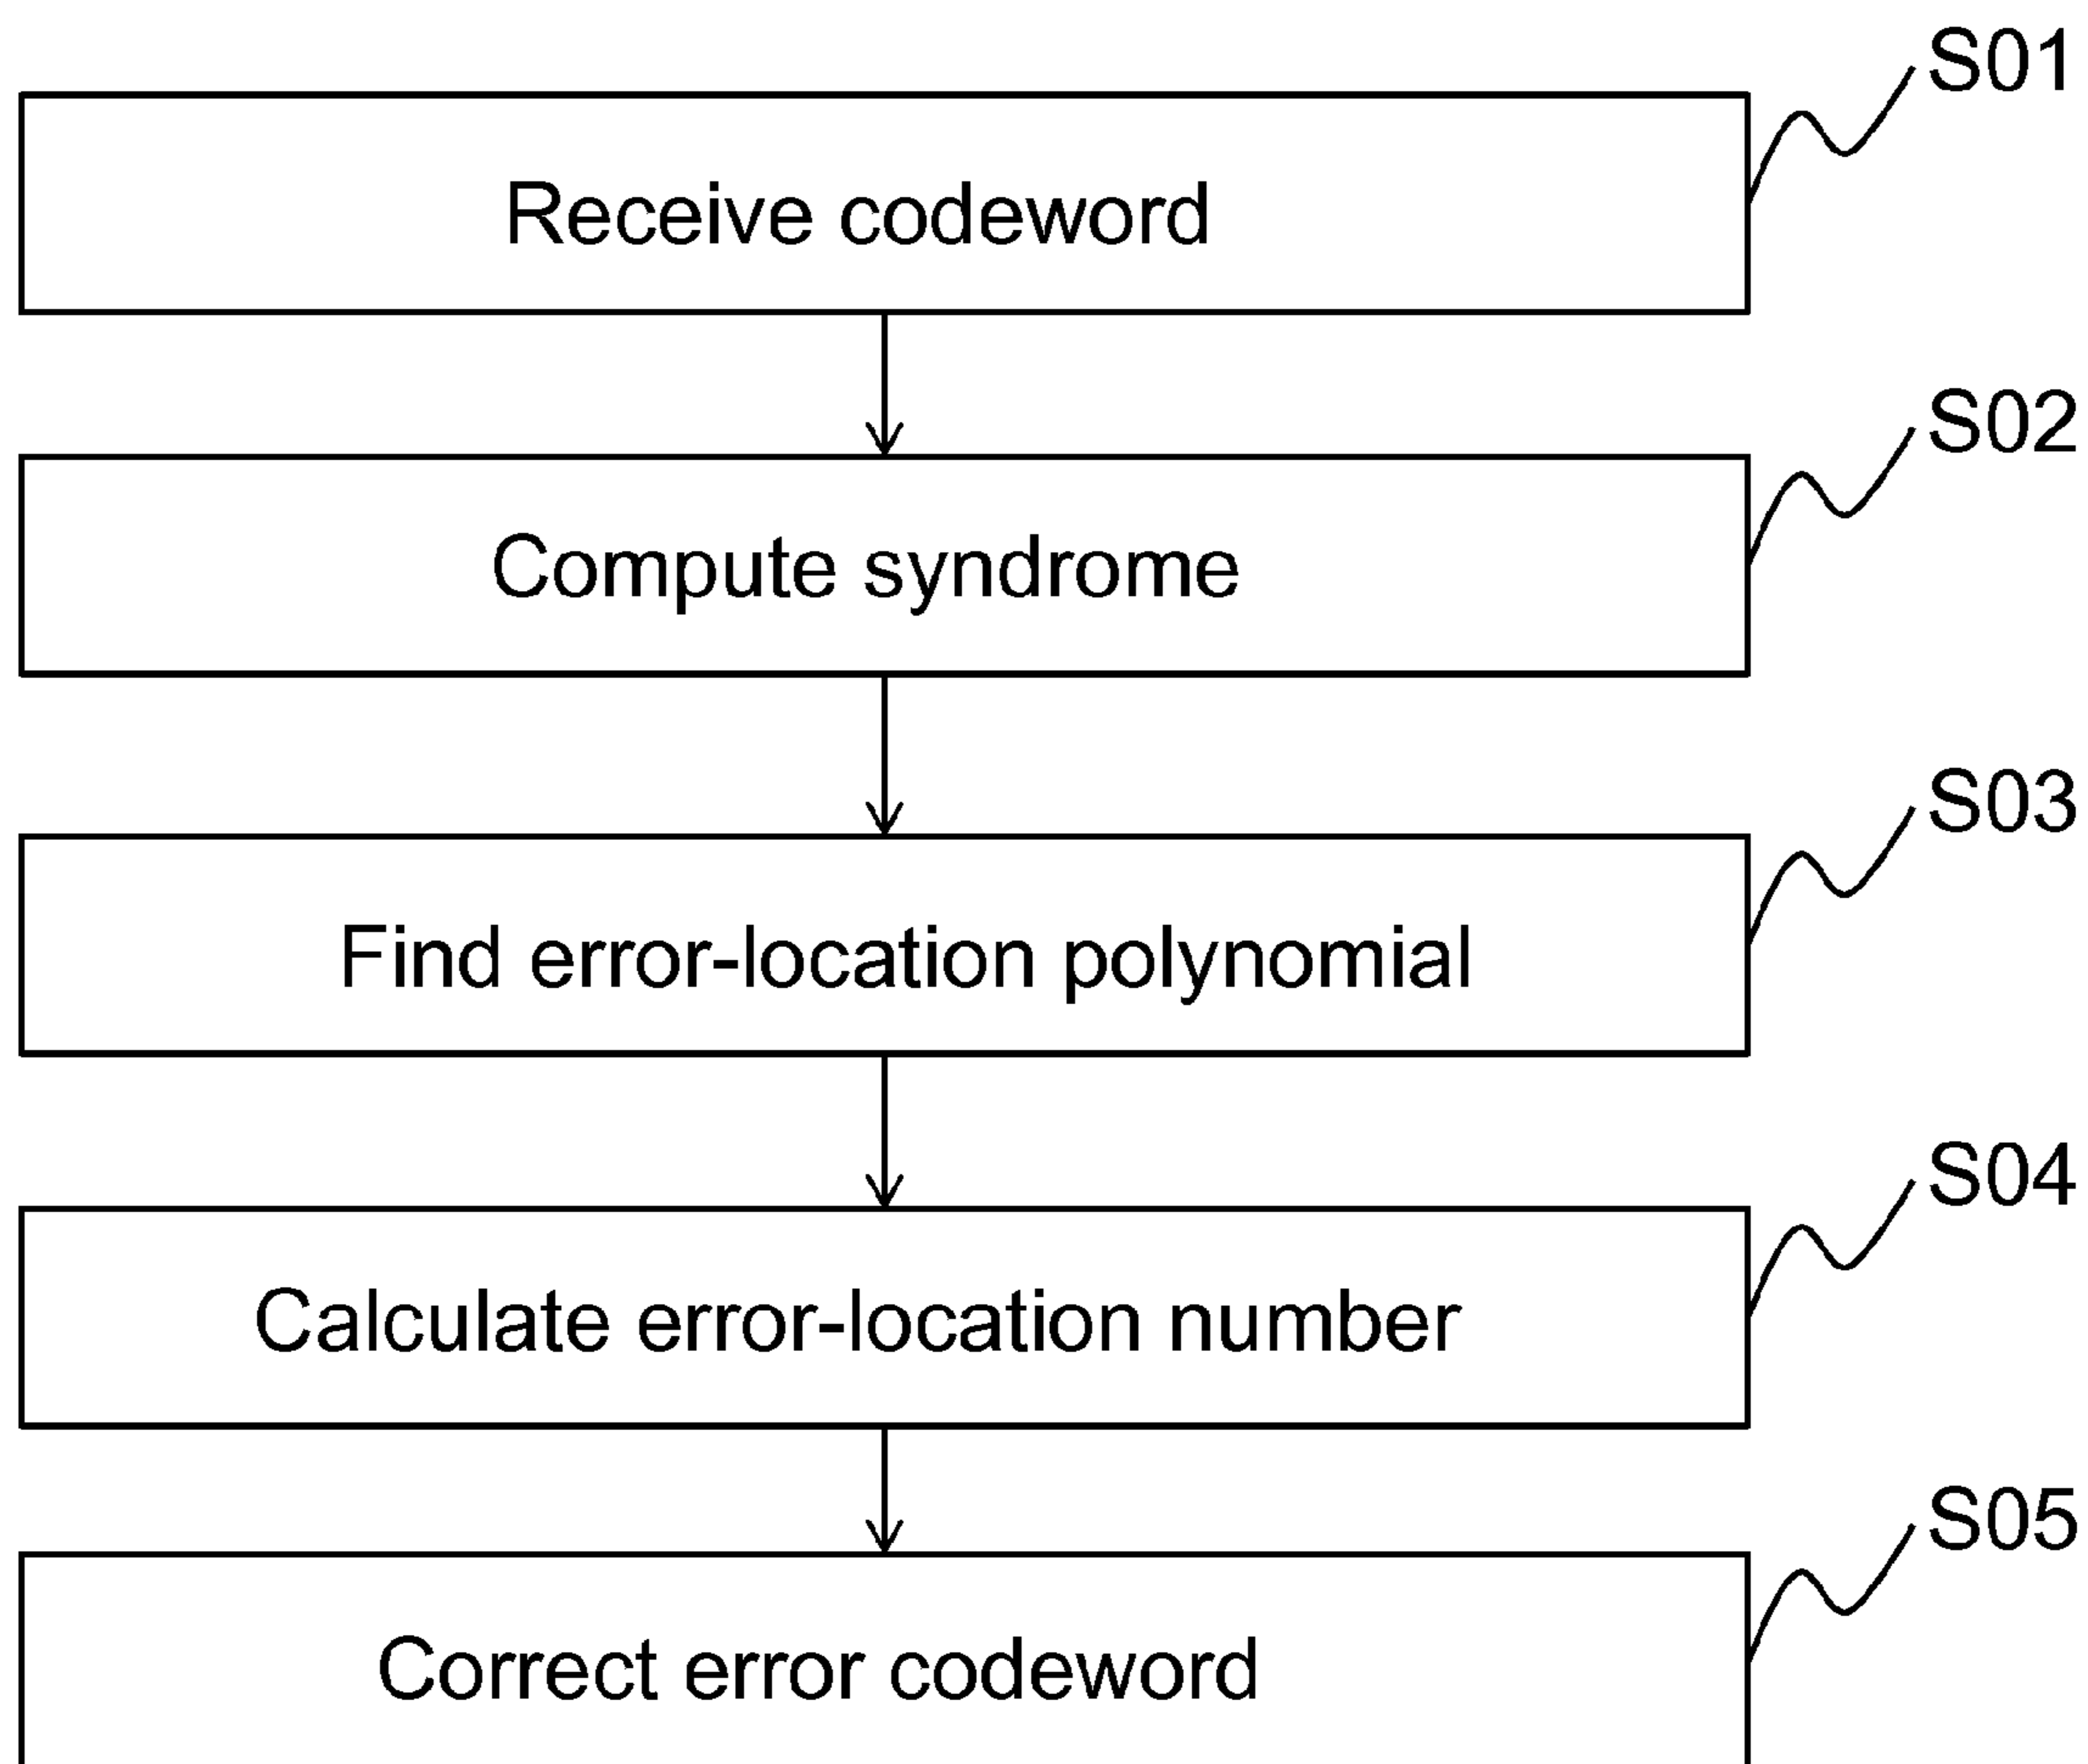 S01
Receive codeword
S02
Compute syndrome
S03
Find error-location polynomial
S04
Calculate error-location number
S05
Correct error codeword